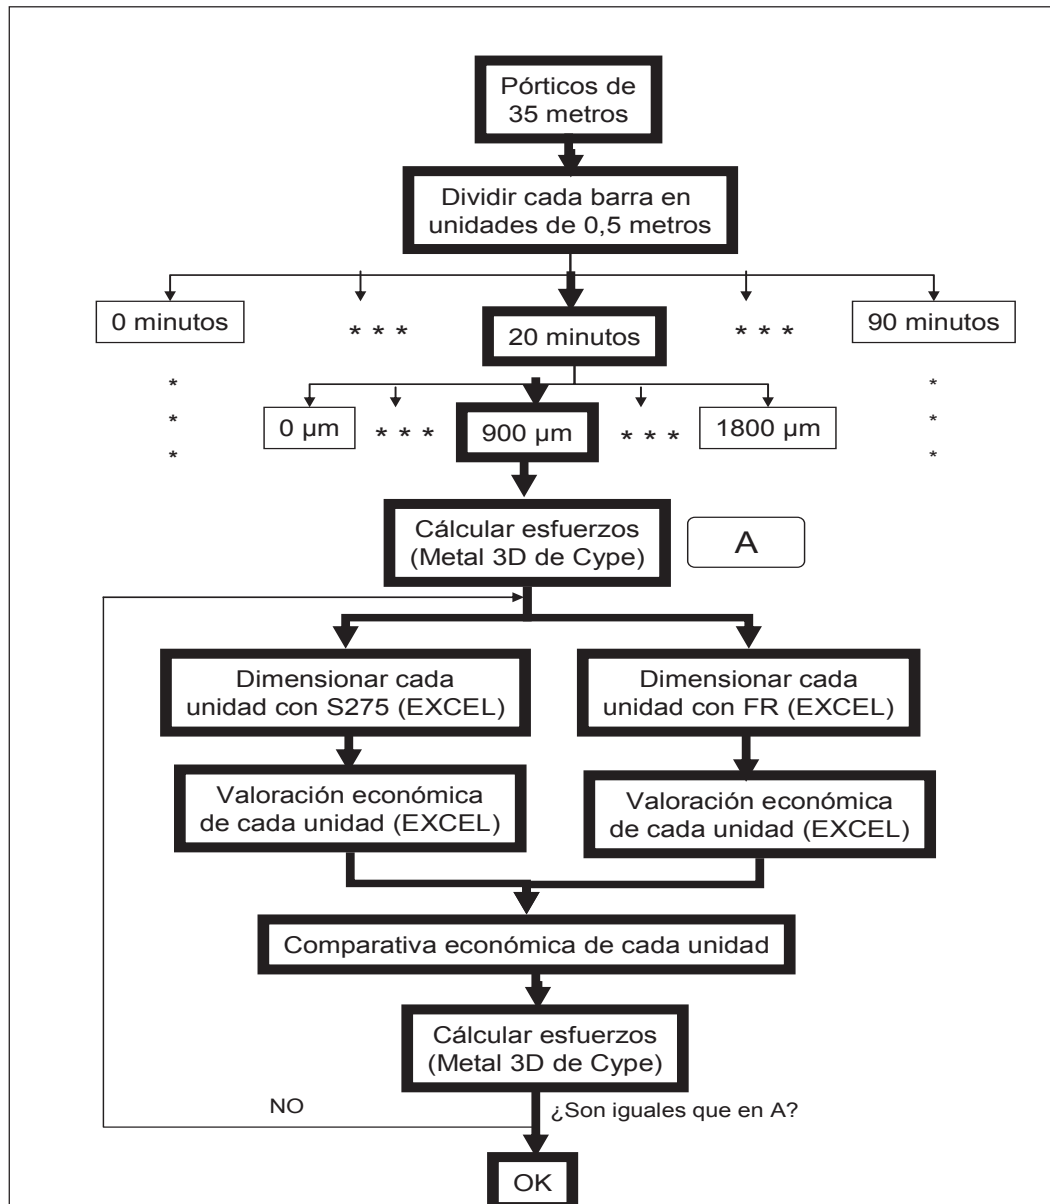 Pórticos de
35 metros
Dividir cada barra en
unidades de 0,5 metros
0 minutos
* * *
20 minutos
* * *
90 minutos
*
*
*
*
*
*
0 µm
* * *
900 µm
* * *
1800 µm
Cálcular esfuerzos
(Metal 3D de Cype)
A
Dimensionar cada
unidad con S275 (EXCEL)
Dimensionar cada
unidad con FR (EXCEL)
Valoración económica
de cada unidad (EXCEL)
Valoración económica
de cada unidad (EXCEL)
Comparativa económica de cada unidad
Cálcular esfuerzos
(Metal 3D de Cype)
NO
¿Son iguales que en A?
OK